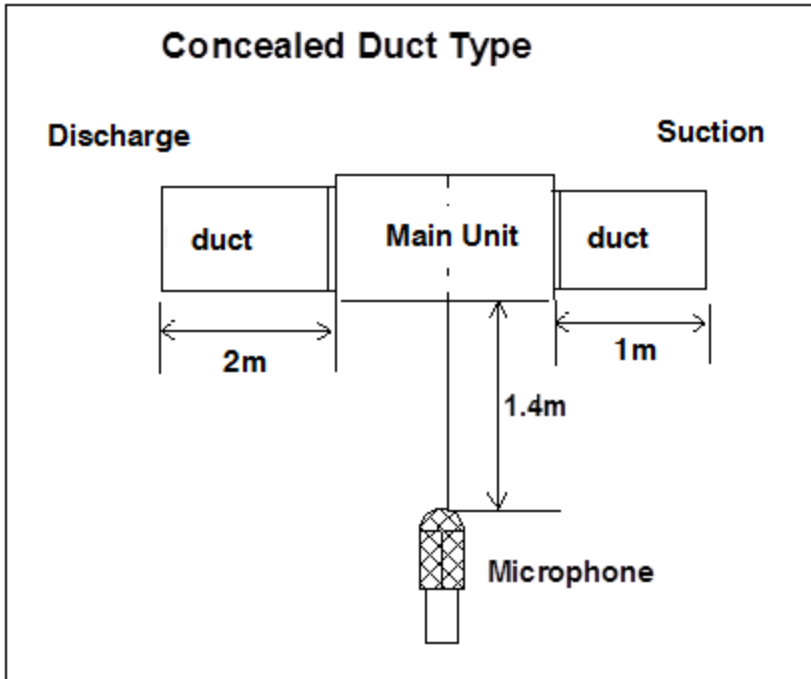 Concealed Duct Type
Discharge
Suction
duct
Main Unit
duct
2m
1m
1.4m
Microphone